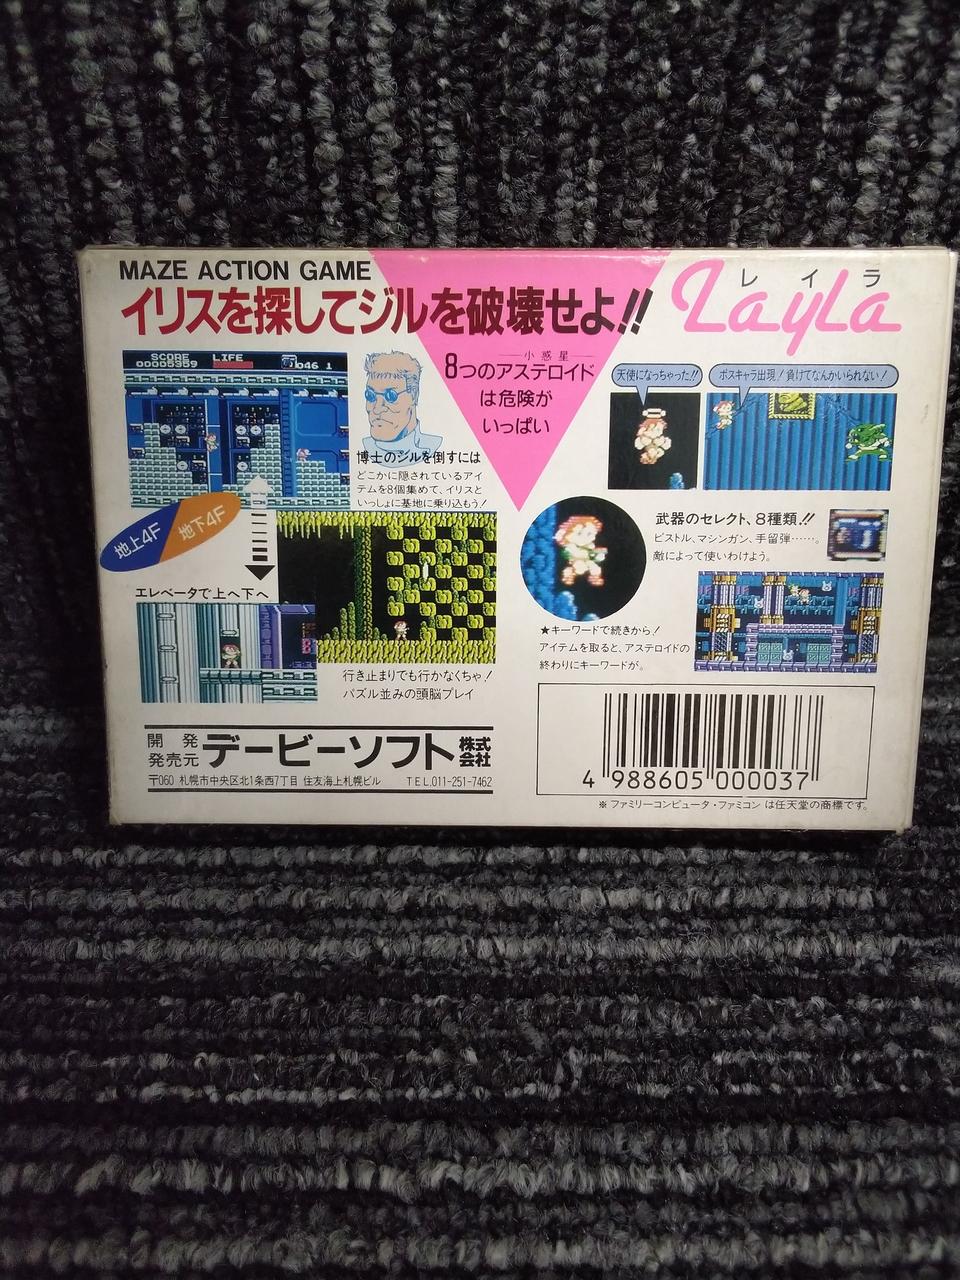 MAZE ACTION GAME
イリスを探してジルを破壊せよ!!
レイラ
Layla
小惑星
8つのアステロイド
は危険が
いっぱい
SCORE
00005359
LIFE
046 1
博士のジルを倒すには
どこかに隠されているアイ
テムを8個集めて、イリスと
いっしょに基地に乗り込もう!
地上4F
地下4F
エレベータで上へ下へ
行き止まりでも行かなくちゃ!
パズル並みの頭脳プレイ
天使になっちゃった!!
ボスキャラ出現!負けてなんかいられない!
武器のセレクト、8種類!!
ピストル、マシンガン、手留弾……。
敵によって使いわけよう。
★キーワードで続きから!
アイテムを取ると、アステロイドの
終わりにキーワードが。
開発
発売元
デービーソフト株式会社
〒060 札幌市中央区北1条西7丁目 住友海上札幌ビル TEL.011-251-7462
4 988605 000037
※ ファミリーコンピュータ・ファミコン は任天堂の商標です。